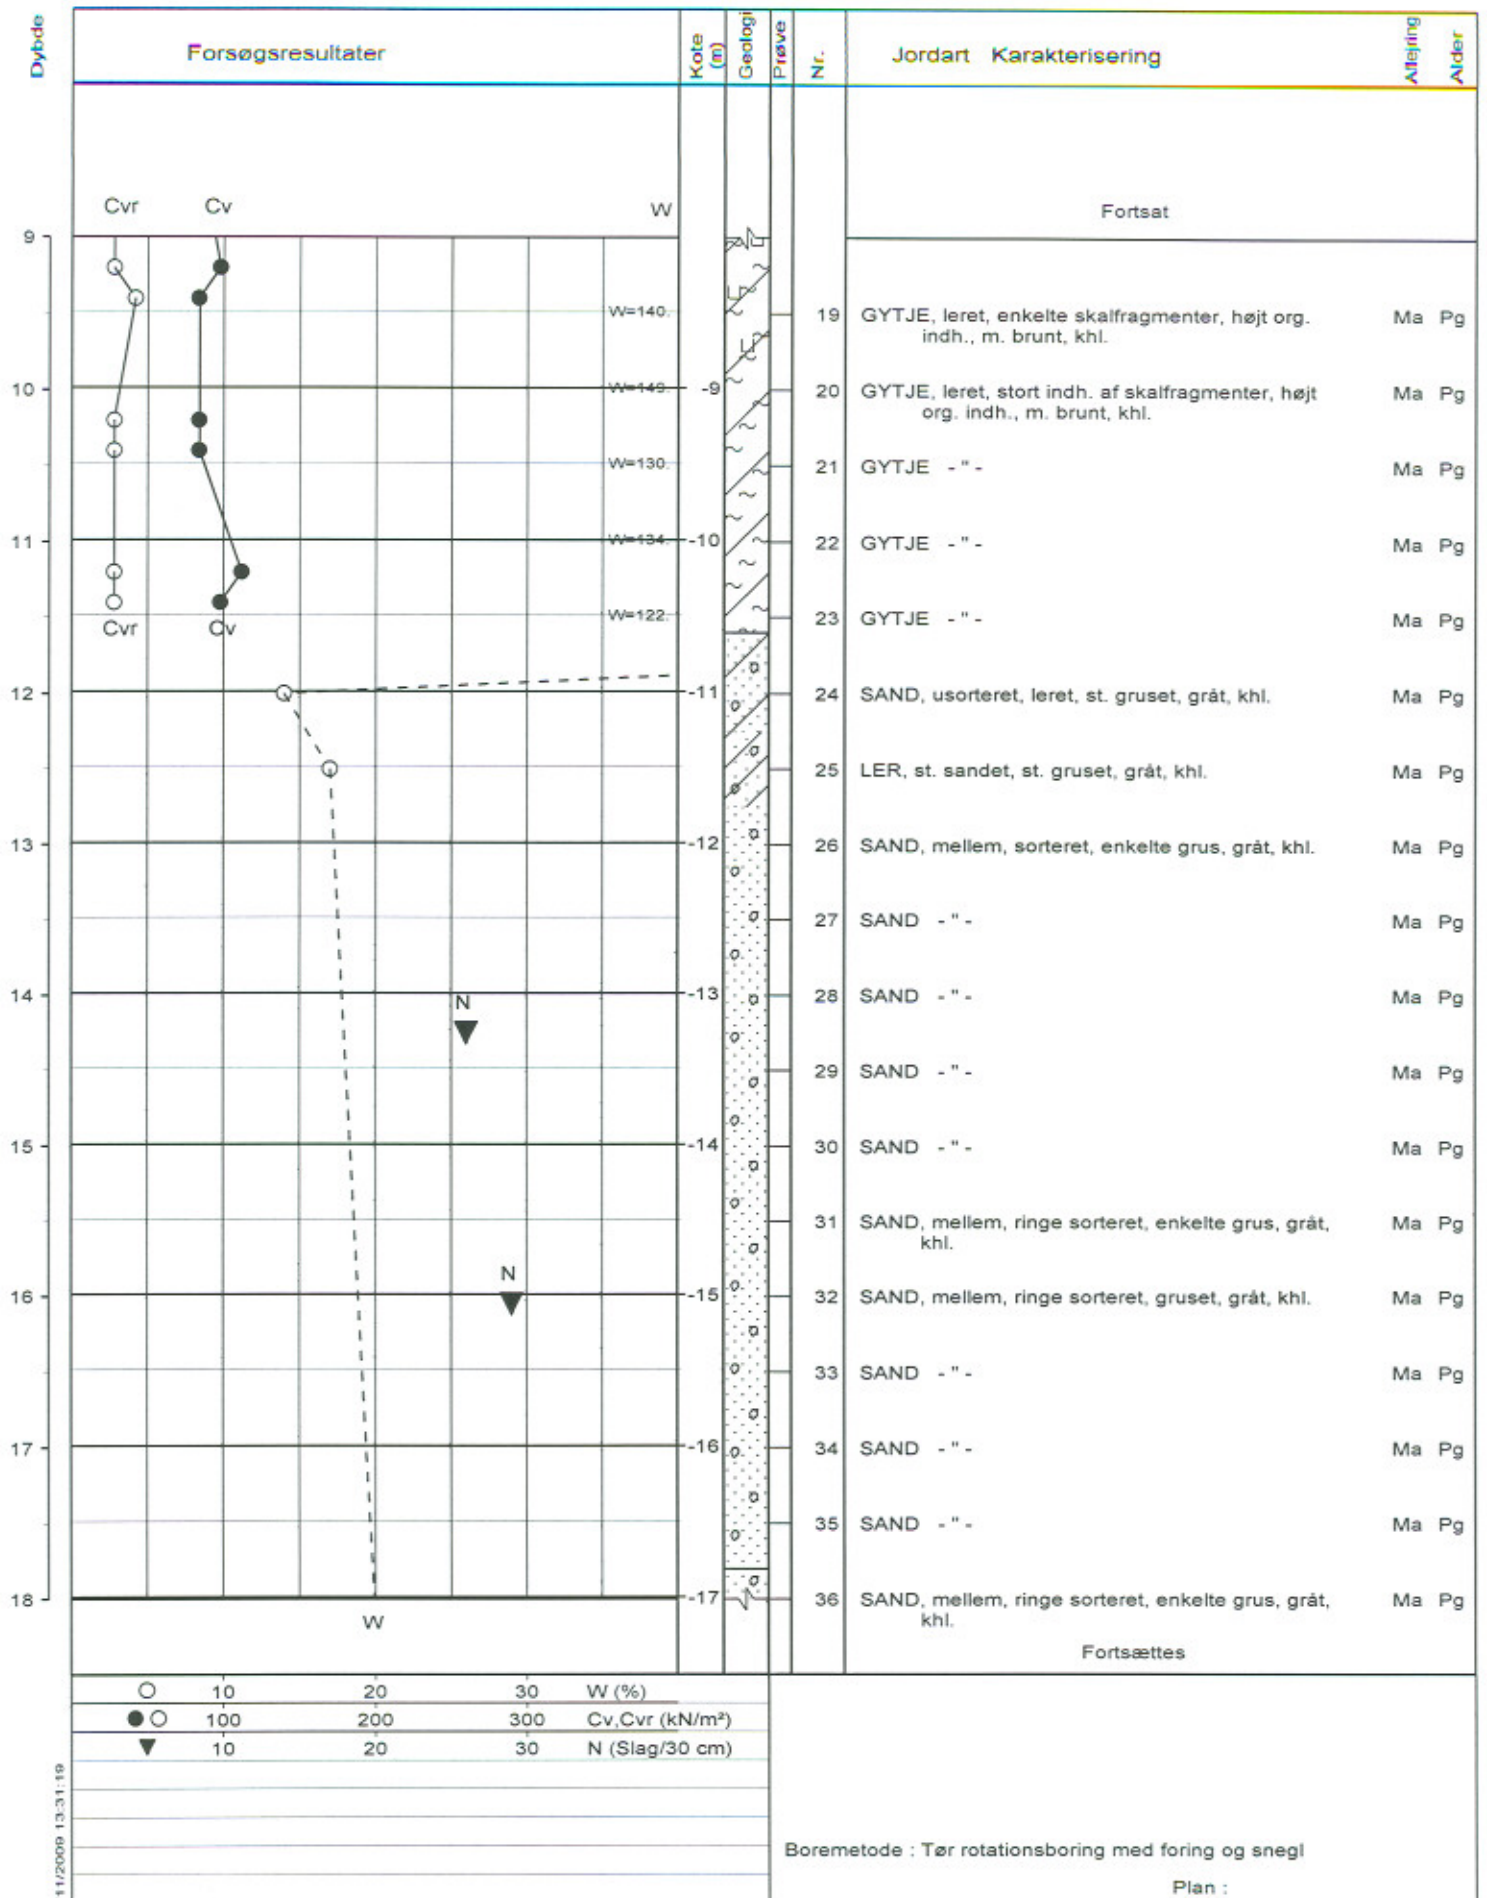 Dybde
Forsøgsresultater
Kote (m)
Geologi
Prøve
Nr.
Jordart Karakterisering
Aflejring
Alder
Cvr Cv W
Fortsat
9
W=140. 19 GYTJE, leret, enkelte skalfragmenter, højt org. Ma Pg
indh., m. brunt, khl.
10 W=149. -9 20 GYTJE, leret, stort indh. af skalfragmenter, højt Ma Pg
org. indh., m. brunt, khl.
W=130. 21 GYTJE - " - Ma Pg
11 W=134. -10 22 GYTJE - " - Ma Pg
W=122. 23 GYTJE - " - Ma Pg
Cvr Cv
12 -11 24 SAND, usorteret, leret, st. gruset, gråt, khl. Ma Pg
25 LER, st. sandet, st. gruset, gråt, khl. Ma Pg
13 -12 26 SAND, mellem, sorteret, enkelte grus, gråt, khl. Ma Pg
27 SAND - " - Ma Pg
14 -13 28 SAND - " - Ma Pg
N
29 SAND - " - Ma Pg
15 -14 30 SAND - " - Ma Pg
31 SAND, mellem, ringe sorteret, enkelte grus, gråt, Ma Pg
khl.
N
16 -15 32 SAND, mellem, ringe sorteret, gruset, gråt, khl. Ma Pg
33 SAND - " - Ma Pg
17 -16 34 SAND - " - Ma Pg
35 SAND - " - Ma Pg
18 -17 36 SAND, mellem, ringe sorteret, enkelte grus, gråt, Ma Pg
khl.
W
Fortsættes
10 20 30 W (%)
100 200 300 Cv,Cvr (kN/m²)
10 20 30 N (Slag/30 cm)
11/2009 13:31:19
Boremetode : Tør rotationsboring med foring og snegl
Plan :